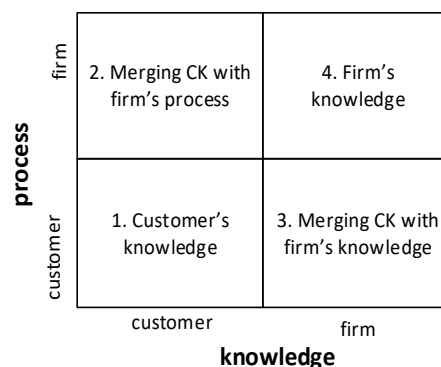 firm
2. Merging CK with
firm's process
4. Firm's
knowledge
process
customer
1. Customer's
knowledge
3. Merging CK with
firm's knowledge
customer
firm
knowledge